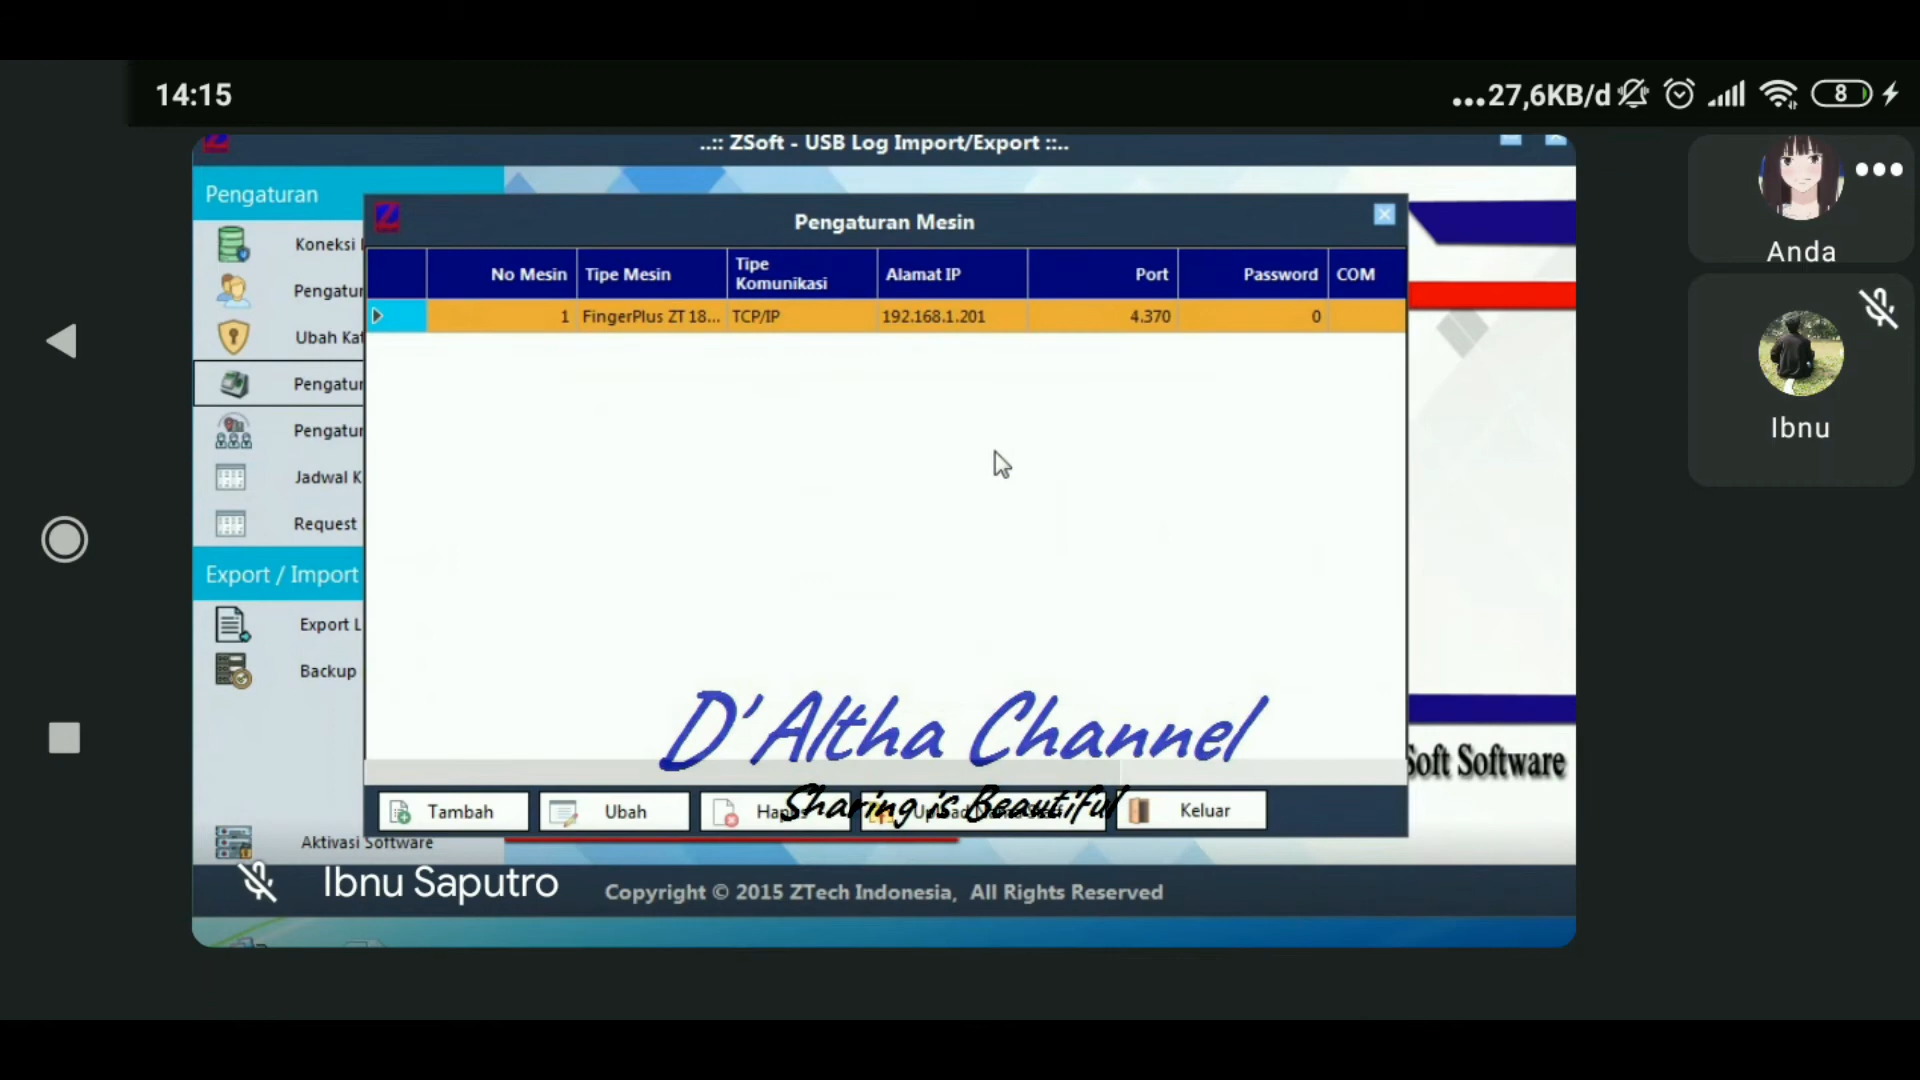 14:15
...27,6KB/d
8
..:: ZSoft - USB Log Import/Export ::..
Pengaturan
Pengaturan Mesin
Koneksi
Pengatur
Ubah Kat
Pengatur
Pengatur
Jadwal K
Request
Export / Import
Export L
Backup
Aktivasi Software
No Mesin Tipe Mesin Tipe Komunikasi Alamat IP Port Password COM
1 FingerPlus ZT 18... TCP/IP 192.168.1.201 4.370 0
D'Altha Channel
Sharing is Beautiful
Tambah Ubah Hapus Upload Keluar
Soft Software
Ibnu Saputro
Copyright © 2015 ZTech Indonesia, All Rights Reserved
Anda
Ibnu